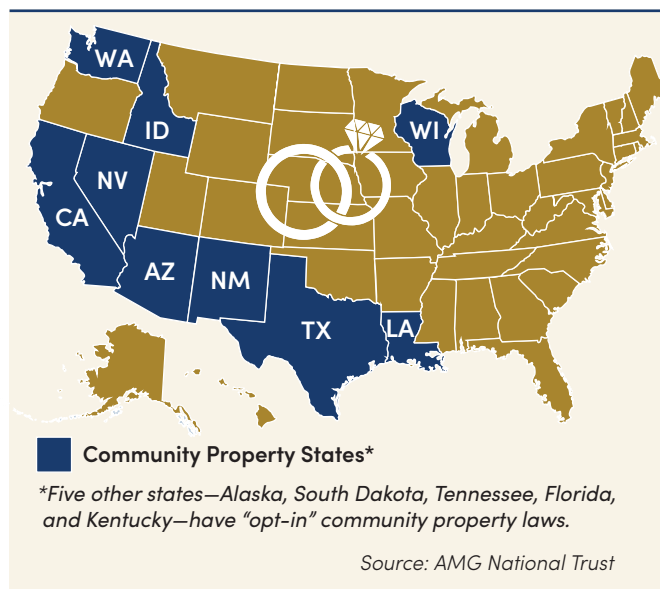 WA
ID
WI
NV
CA
AZ
NM
TX
LA
Community Property States*
*Five other states—Alaska, South Dakota, Tennessee, Florida,
and Kentucky—have “opt-in” community property laws.
Source: AMG National Trust